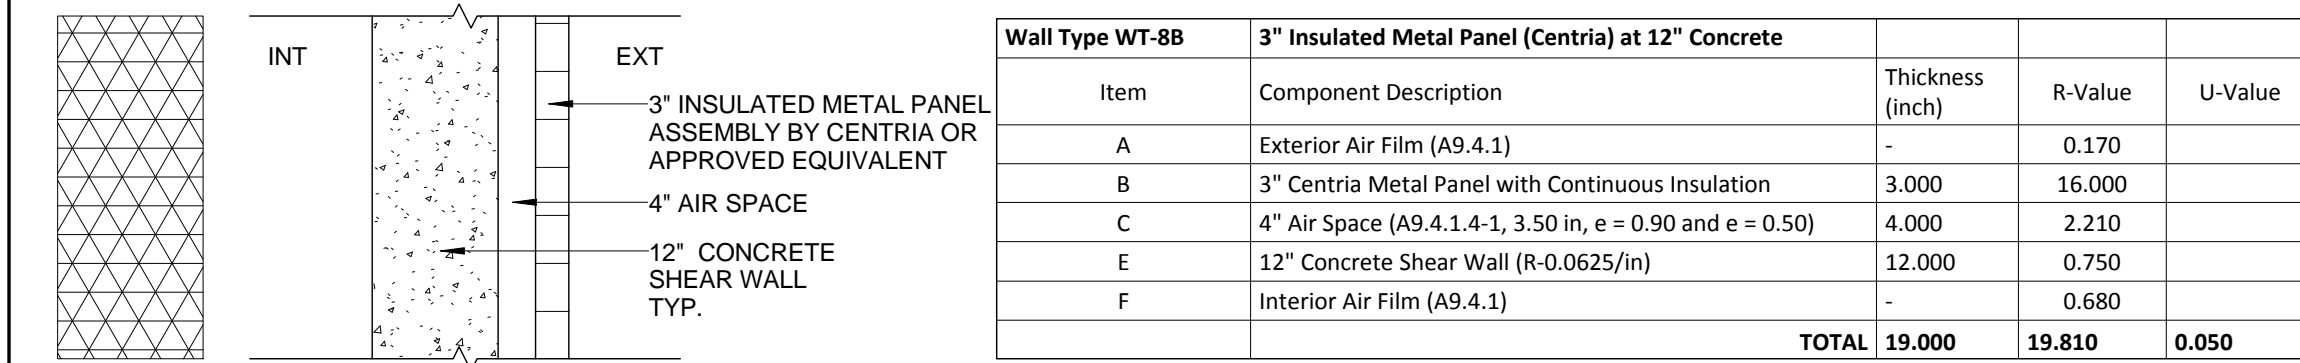 INT
EXT
3" INSULATED METAL PANEL
ASSEMBLY BY CENTRIA OR
APPROVED EQUIVALENT
4" AIR SPACE
12" CONCRETE
SHEAR WALL
TYP.
Wall Type WT-8B 3" Insulated Metal Panel (Centria) at 12" Concrete
Item Component Description Thickness (inch) R-Value U-Value
A Exterior Air Film (A9.4.1) - 0.170
B 3" Centria Metal Panel with Continuous Insulation 3.000 16.000
C 4" Air Space (A9.4.1.4-1, 3.50 in, e = 0.90 and e = 0.50) 4.000 2.210
E 12" Concrete Shear Wall (R-0.0625/in) 12.000 0.750
F Interior Air Film (A9.4.1) - 0.680
TOTAL 19.000 19.810 0.050